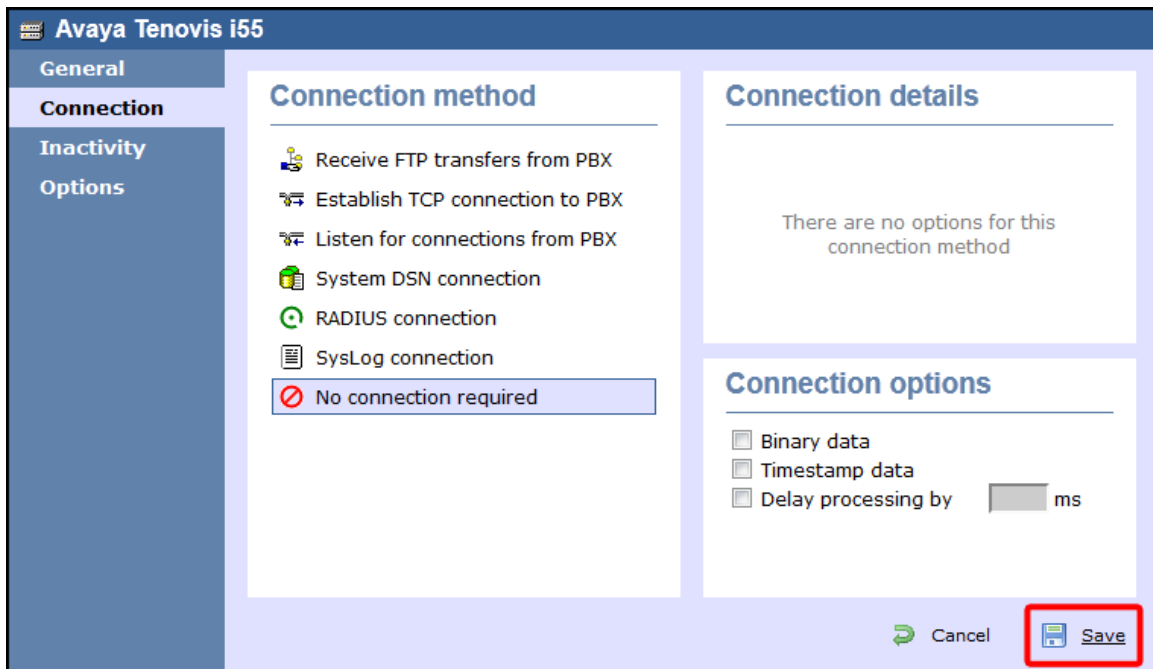 Avaya Tenovis i55
General
Connection
Inactivity
Options
Connection method
Receive FTP transfers from PBX
Establish TCP connection to PBX
Listen for connections from PBX
System DSN connection
RADIUS connection
SysLog connection
No connection required
Connection details
There are no options for this
connection method
Connection options
Binary data
Timestamp data
Delay processing by ms
Cancel Save